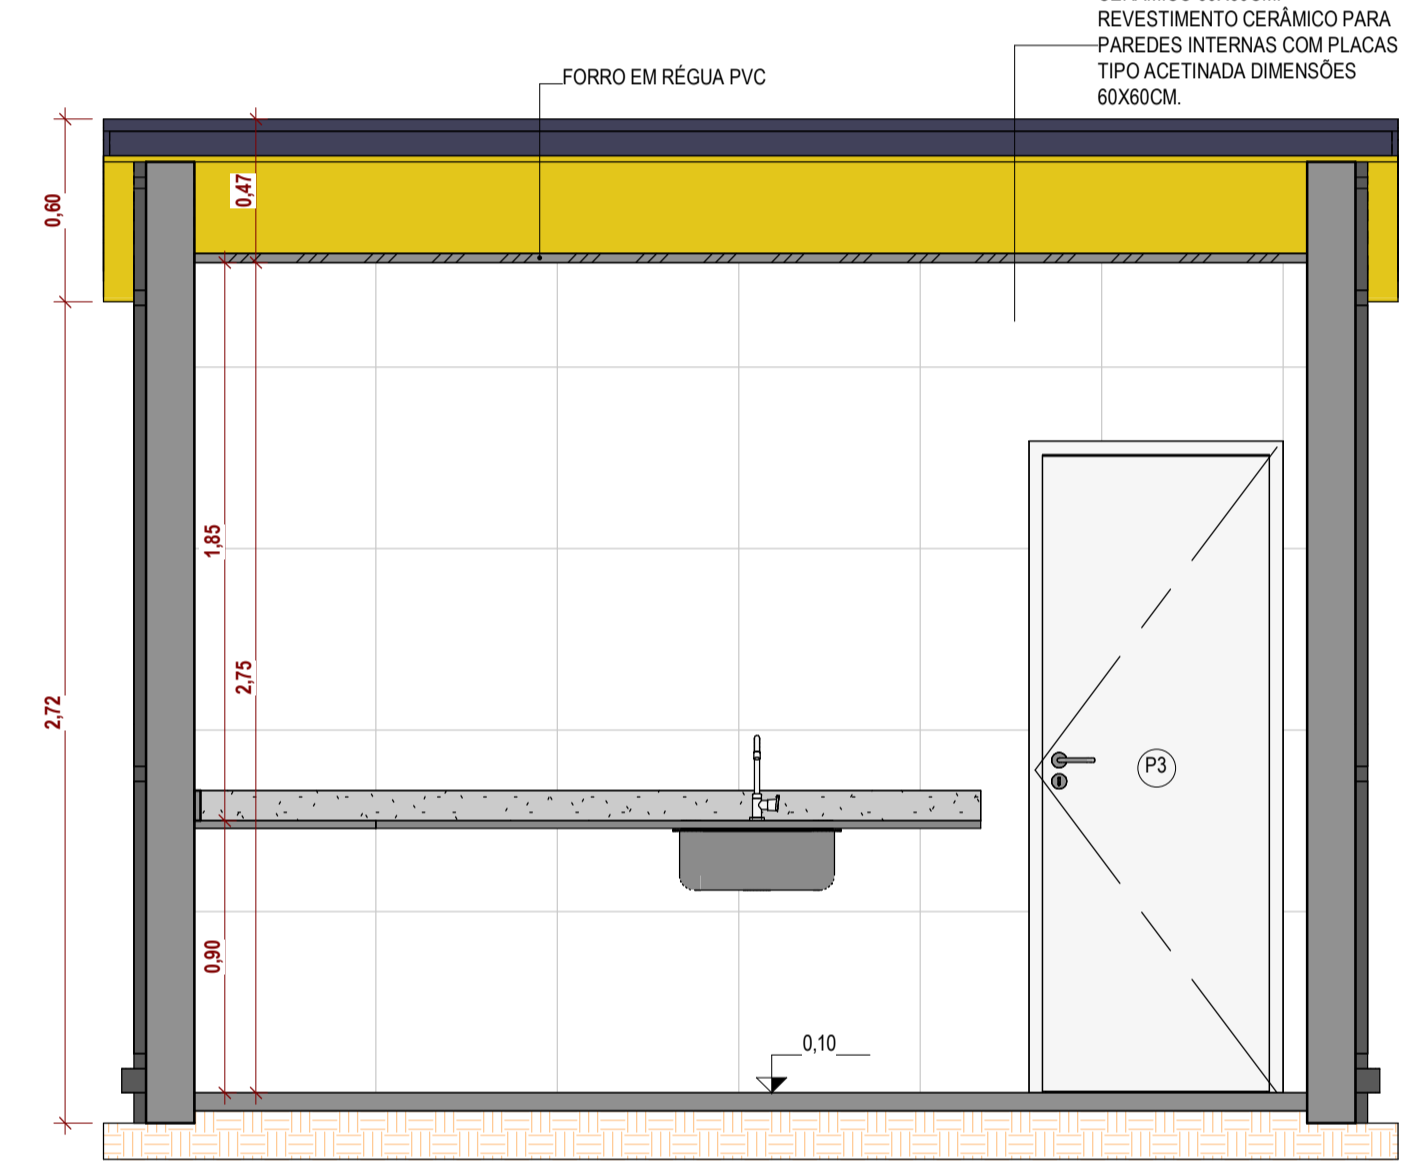 REVESTIMENTO CERÂMICO PARA
PAREDES INTERNAS COM PLACAS
TIPO ACETINADA DIMENSÕES
60X60CM.
FORRO EM RÉGUA PVC
0,60
0,47
1,85
2,75
2,72
0,90
P3
0,10